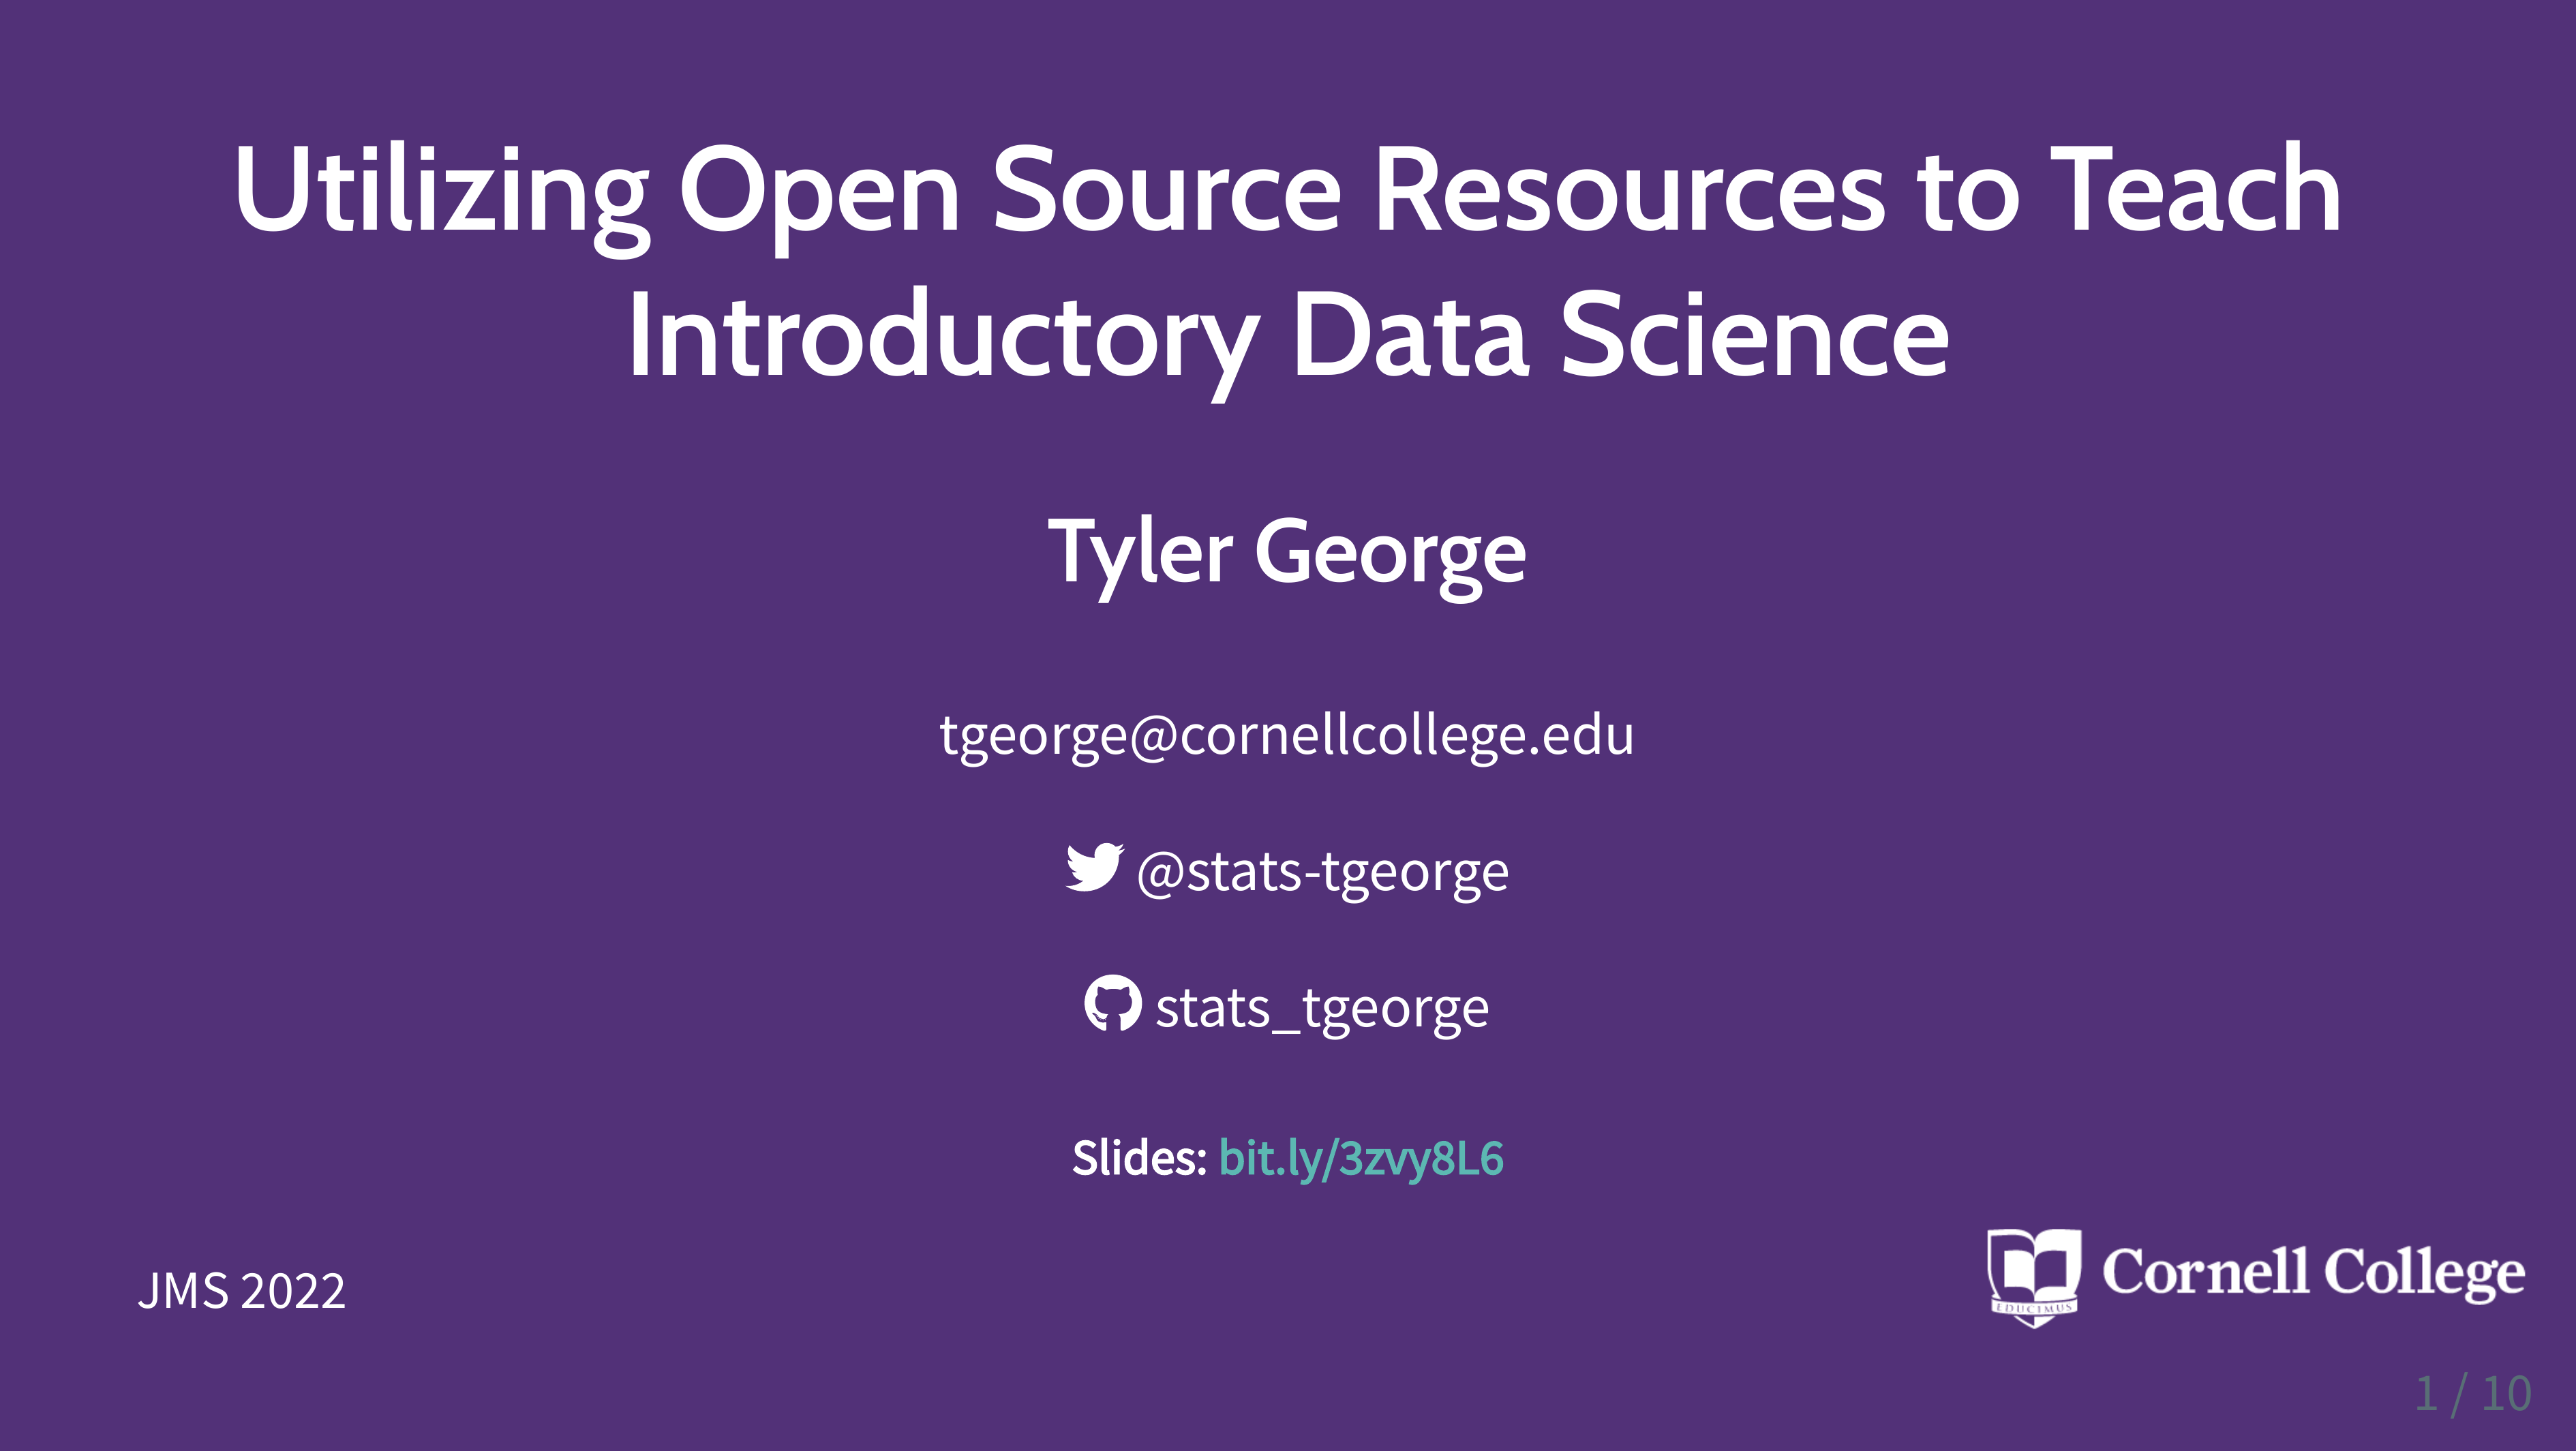 Utilizing Open Source Resources to Teach
Introductory Data Science
Tyler George
tgeorge@cornellcollege.edu
@stats-tgeorge
stats_tgeorge
Slides: bit.ly/3zvy8L6
JMS 2022
EDUCIMUS
Cornell College
1 / 10